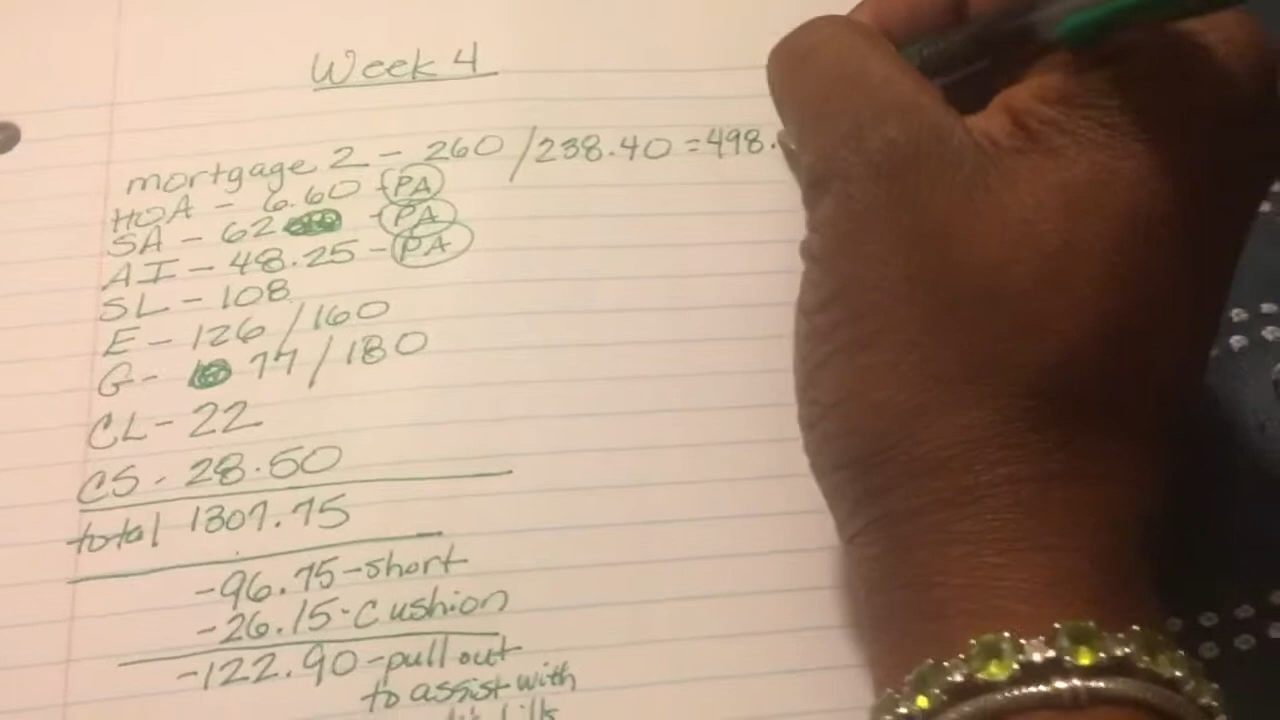 Week 4
mortgage 2 - 260 / 238.40 = 498.
HOA - 6.60 - PA
SA - 62 - PA
AI - 48.25 - PA
SL - 108
E - 126 / 160
G - 77 / 180
CL - 22
CS - 28.50
total 1307.75
-96.75 - short
-26.15 - cushion
-122.90 - pull out
to assist with